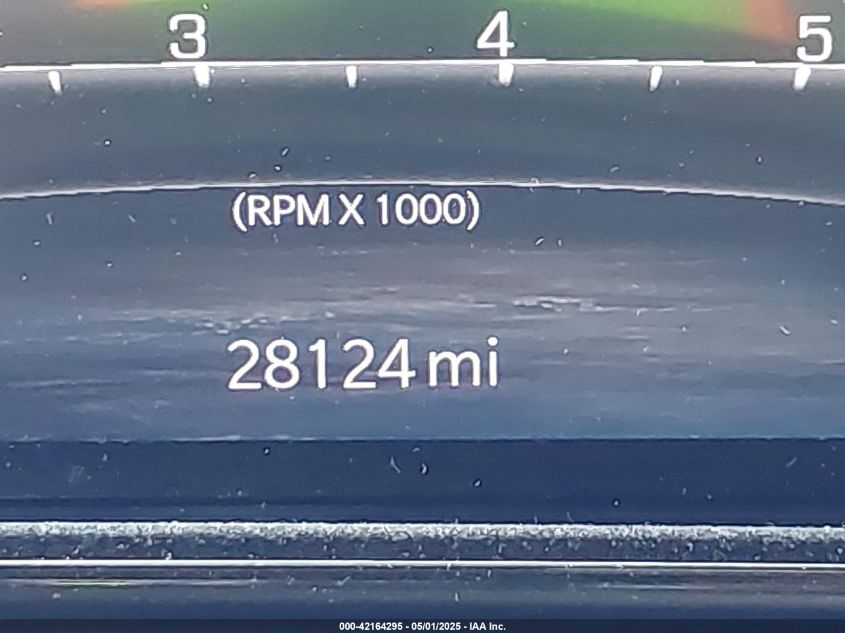 3 4 5
(RPM X 1000)
28124 mi
000-42164295 - 05/01/2025 - IAA Inc.